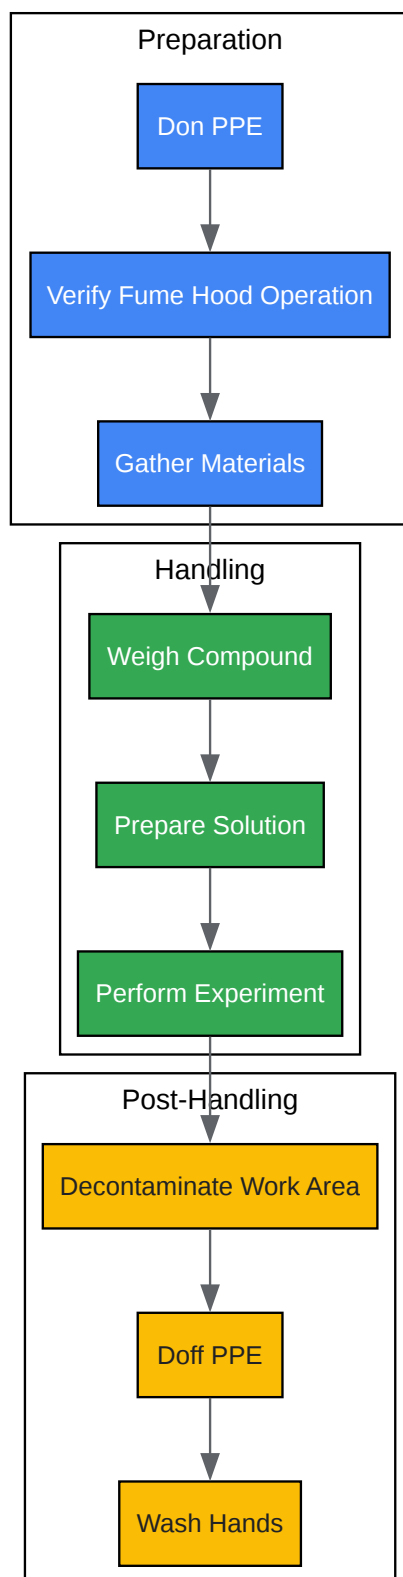 Preparation
Don PPE
Verify Fume Hood Operation
Gather Materials
Handling
Weigh Compound
Prepare Solution
Perform Experiment
Post-Handling
Decontaminate Work Area
Doff PPE
Wash Hands